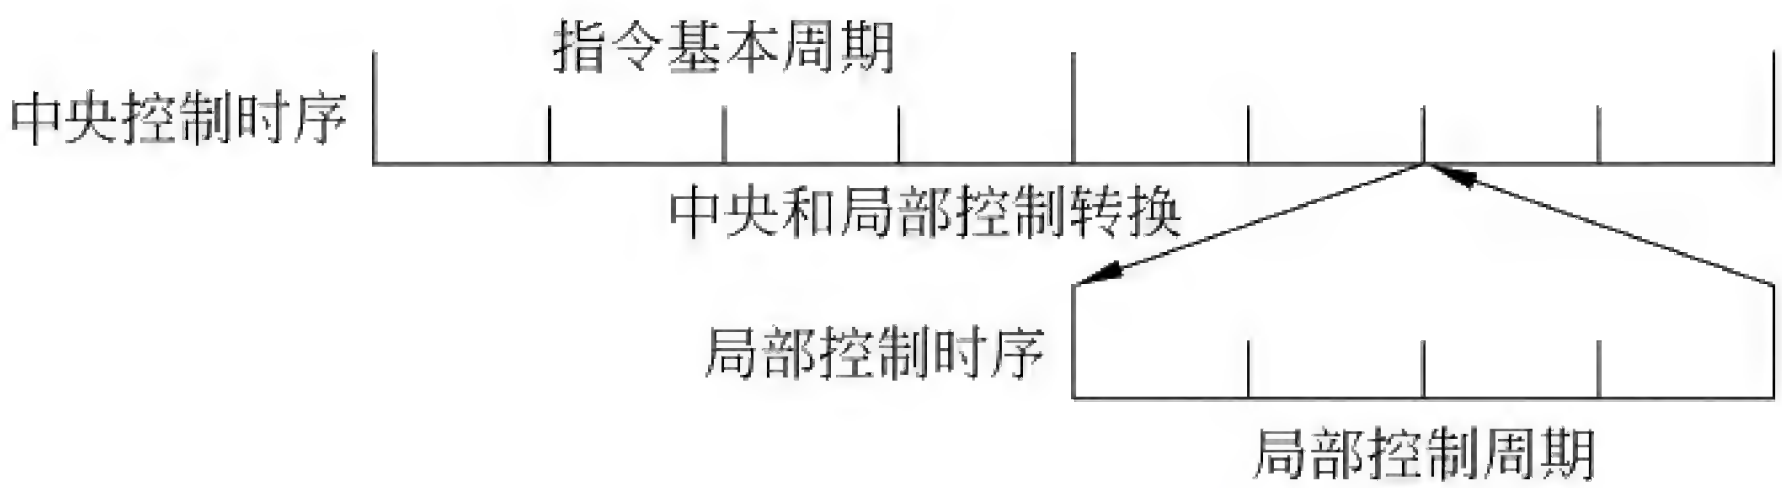 指令基本周期
中央控制时序
中央和局部控制转换
局部控制时序
局部控制周期